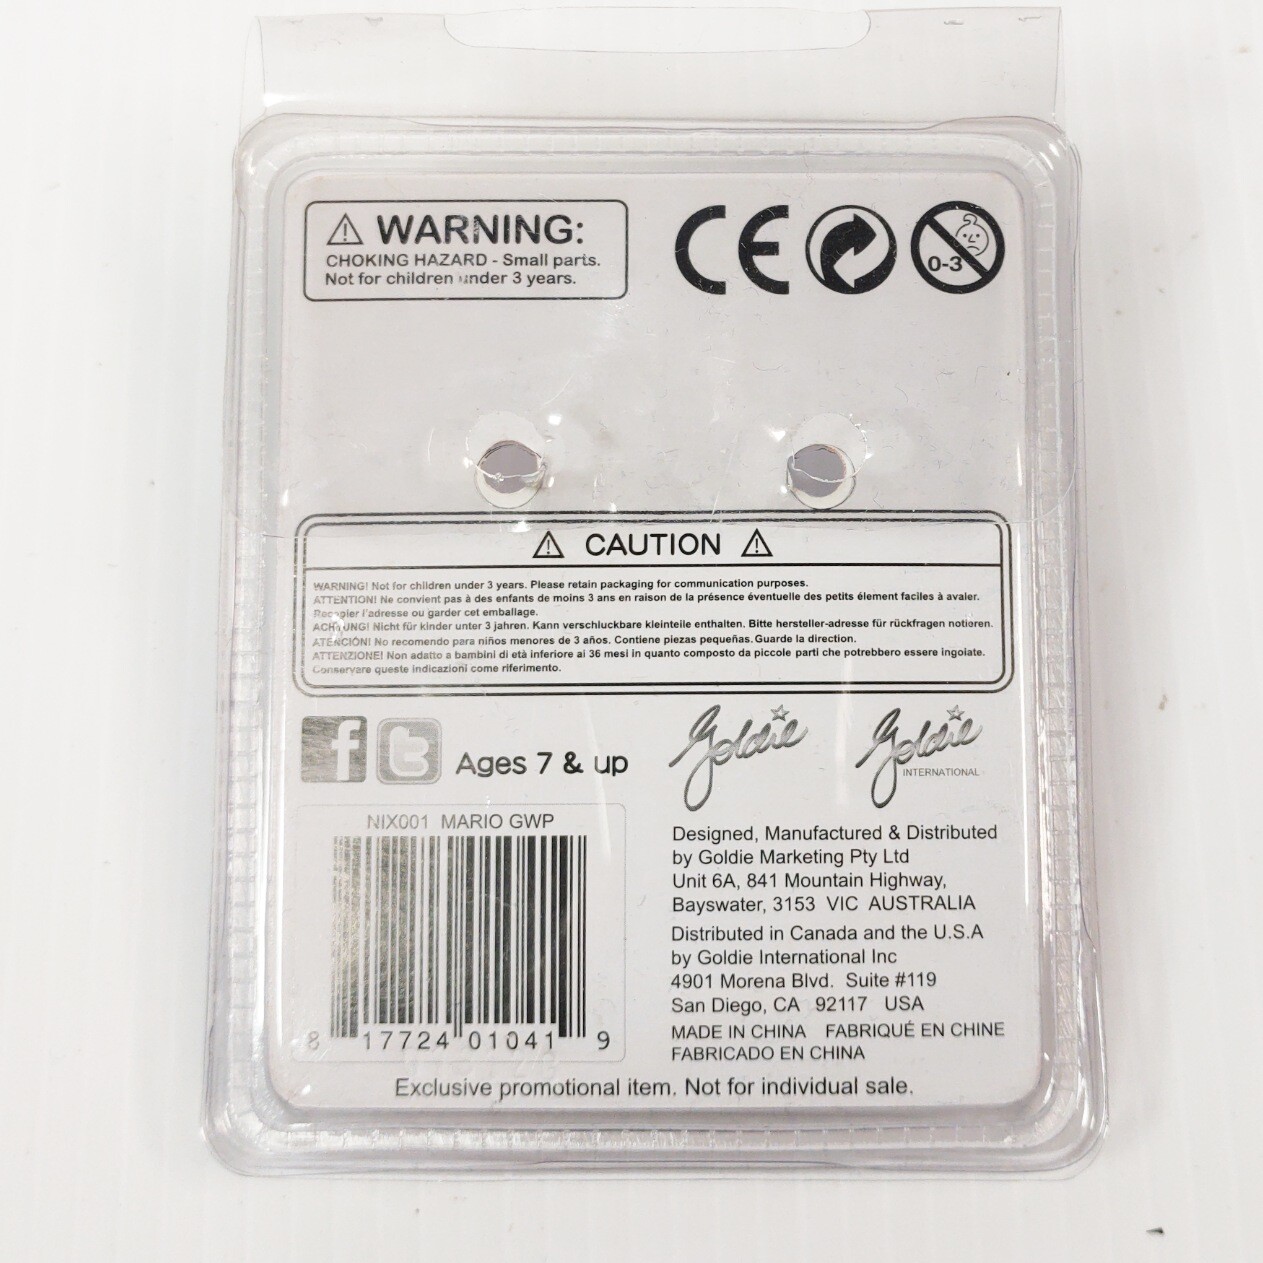 ⚠ WARNING:
CHOKING HAZARD - Small parts.
Not for children under 3 years.
CE
0-3
⚠ CAUTION ⚠
WARNING! Not for children under 3 years. Please retain packaging for communication purposes.
ATTENTION! Ne convient pas à des enfants de moins 3 ans en raison de la présence éventuelle des petits élement faciles à avaler.
Recopier l'adresse ou garder cet emballage.
ACHTUNG! Nicht für kinder unter 3 jahren. Kann verschluckbare kleinteile enthalten. Bitte hersteller-adresse für rückfragen notieren.
ATENCIÓN! No recomendo para niños menores de 3 años. Contiene piezas pequeñas. Guarde la direction.
ATTENZIONE! Non adatto a bambini di età inferiore ai 36 mesi in quanto composto da piccole parti che potrebbero essere ingoiate.
Conservare queste indicazioni come riferimento.
f t Ages 7 & up
Goldie
Goldie
INTERNATIONAL
NIX001 MARIO GWP
8 17724 01041 9
Designed, Manufactured & Distributed
by Goldie Marketing Pty Ltd
Unit 6A, 841 Mountain Highway,
Bayswater, 3153 VIC AUSTRALIA
Distributed in Canada and the U.S.A
by Goldie International Inc
4901 Morena Blvd. Suite #119
San Diego, CA 92117 USA
MADE IN CHINA FABRIQUÉ EN CHINE
FABRICADO EN CHINA
Exclusive promotional item. Not for individual sale.